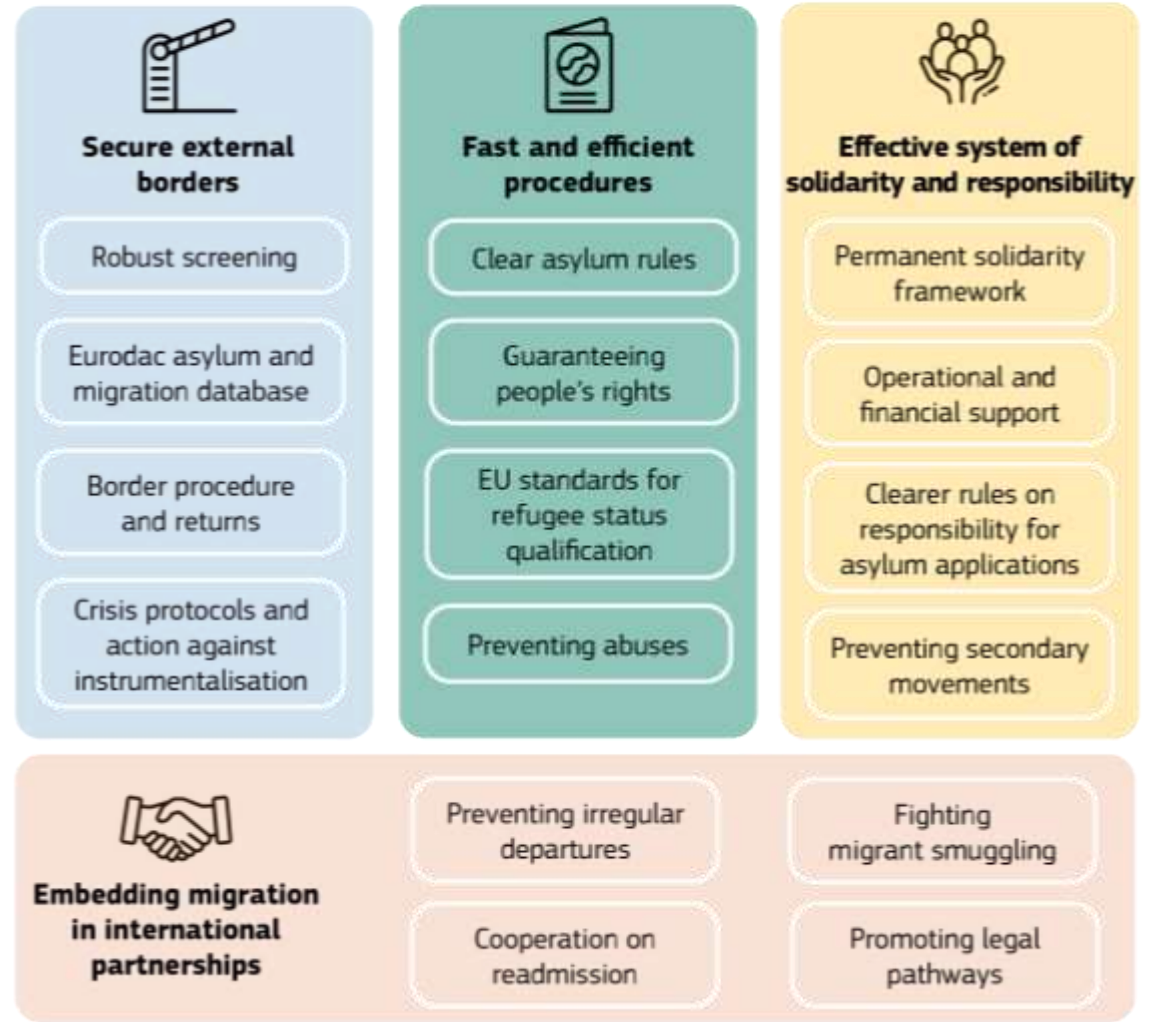 Secure external
borders
Robust screening
Eurodac asylum and
migration database
Border procedure
and returns
Crisis protocols and
action against
instrumentalisation
Fast and efficient
procedures
Clear asylum rules
Guaranteeing
people's rights
EU standards for
refugee status
qualification
Preventing abuses
Effective system of
solidarity and responsibility
Permanent solidarity
framework
Operational and
financial support
Clearer rules on
responsibility for
asylum applications
Preventing secondary
movements
Embedding migration
in international
partnerships
Preventing irregular
departures
Fighting
migrant smuggling
Cooperation on
readmission
Promoting legal
pathways